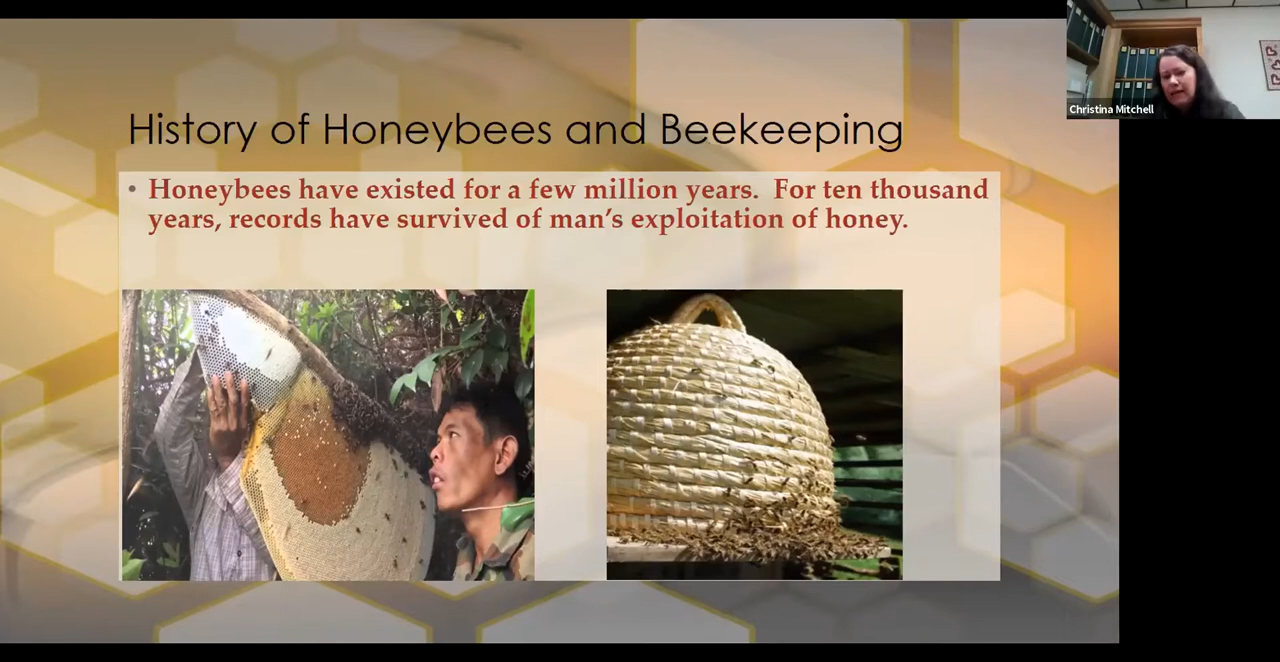 Christina Mitchell
History of Honeybees and Beekeeping
• Honeybees have existed for a few million years.  For ten thousand
years, records have survived of man’s exploitation of honey.